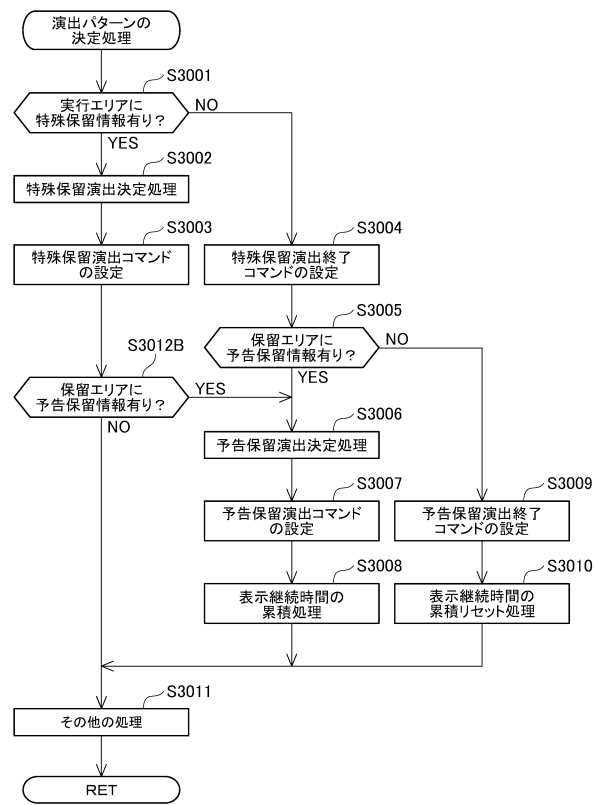 演出パターンの
決定処理
S3001
実行エリアに
特殊保留情報有り？
NO
YES
S3002
特殊保留演出決定処理
S3003
特殊保留演出コマンド
の設定
S3004
特殊保留演出終了
コマンドの設定
S3005
保留エリアに
予告保留情報有り？
NO
YES
S3012B
保留エリアに
予告保留情報有り？
YES
NO
S3006
予告保留演出決定処理
S3007
予告保留演出コマンド
の設定
S3009
予告保留演出終了
コマンドの設定
S3008
表示継続時間の
累積処理
S3010
表示継続時間の
累積リセット処理
S3011
その他の処理
RET